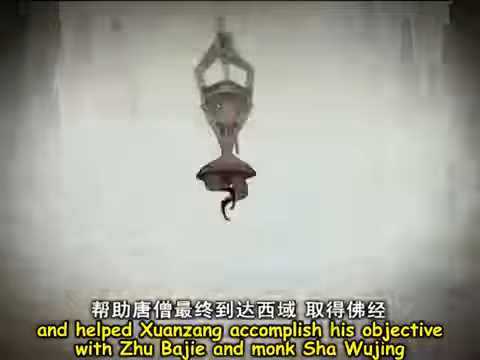 帮助唐僧最终到达西域 取得佛经
and helped Xuanzang accomplish his objective
with Zhu Bajie and monk Sha Wujing